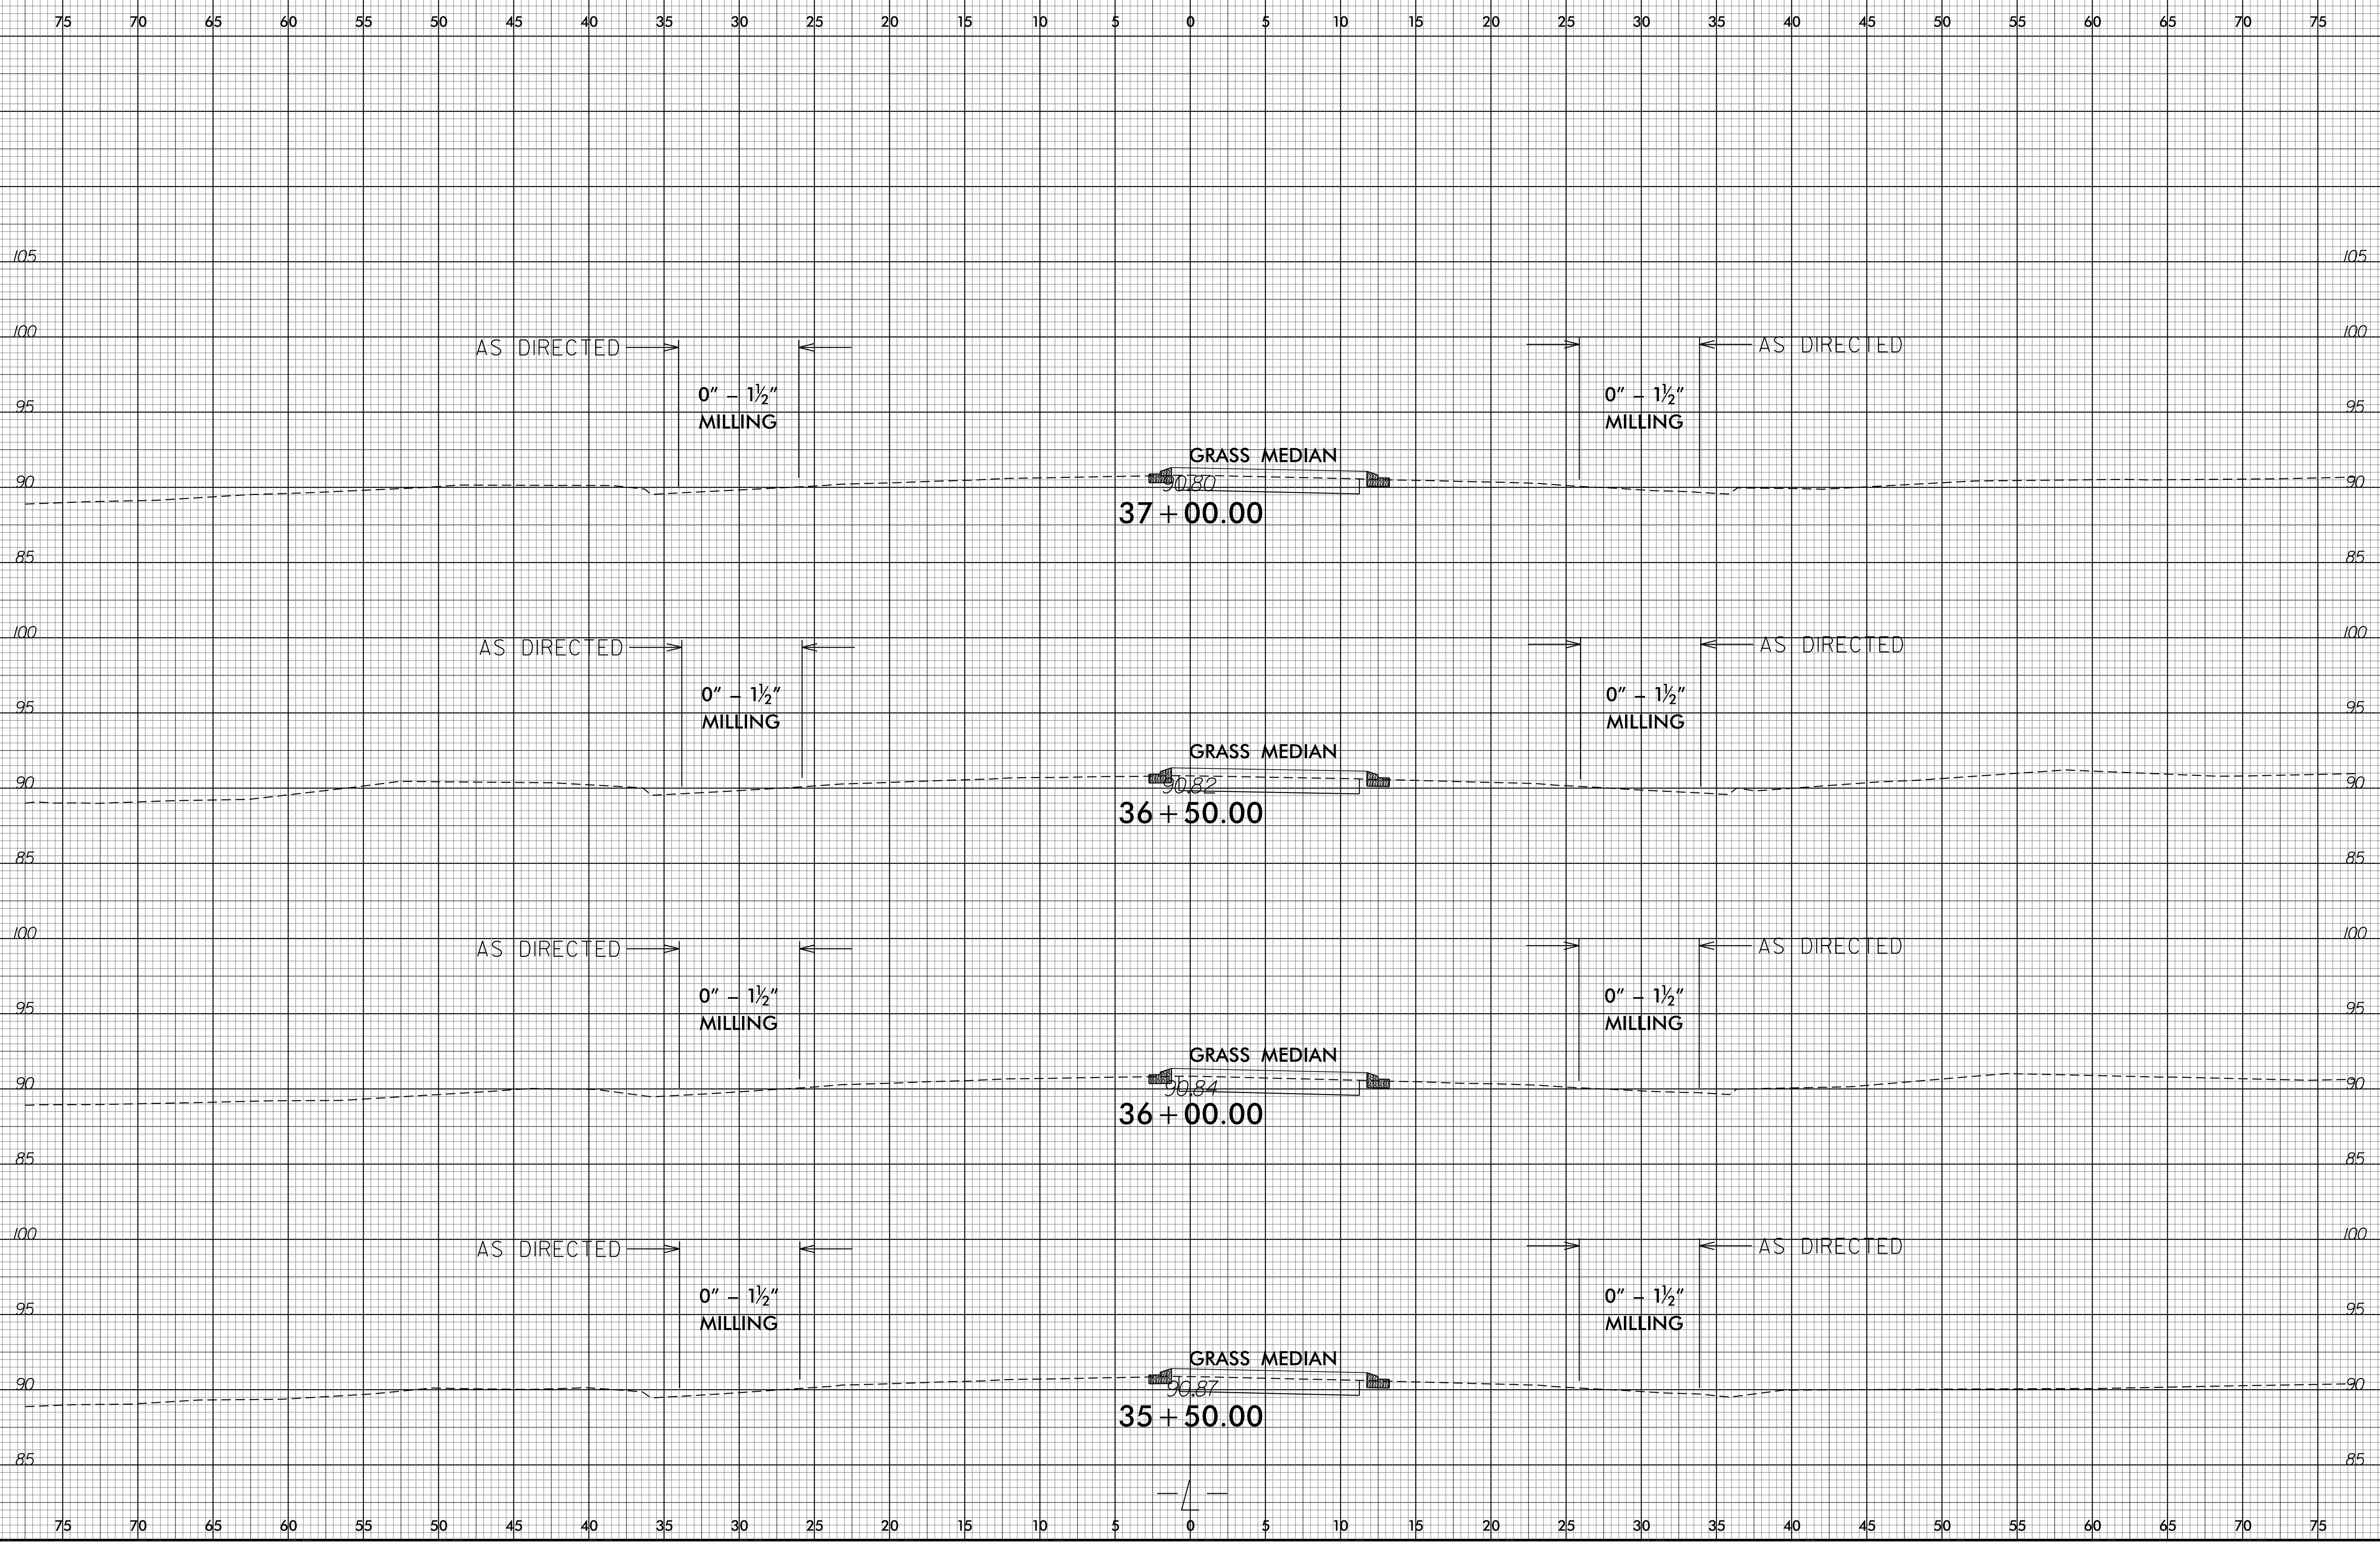 75 70 65 60 55 50 45 40 35 30 25 20 15 10 5 0 5 10 15 20 25 30 35 40 45 50 55 60 65 70 75
105 105
100 100
AS DIRECTED AS DIRECTED
0" – 1½" 0" – 1½"
95 95
MILLING MILLING
GRASS MEDIAN
90 90.80 90
37+00.00
85 85
100 100
AS DIRECTED AS DIRECTED
0" – 1½" 0" – 1½"
95 95
MILLING MILLING
GRASS MEDIAN
90 90.82 90
36+50.00
85 85
100 100
AS DIRECTED AS DIRECTED
0" – 1½" 0" – 1½"
95 95
MILLING MILLING
GRASS MEDIAN
90 90.84 90
36+00.00
85 85
100 100
AS DIRECTED AS DIRECTED
0" – 1½" 0" – 1½"
95 95
MILLING MILLING
GRASS MEDIAN
90 90.87 90
35+50.00
85 85
–L–
75 70 65 60 55 50 45 40 35 30 25 20 15 10 5 0 5 10 15 20 25 30 35 40 45 50 55 60 65 70 75